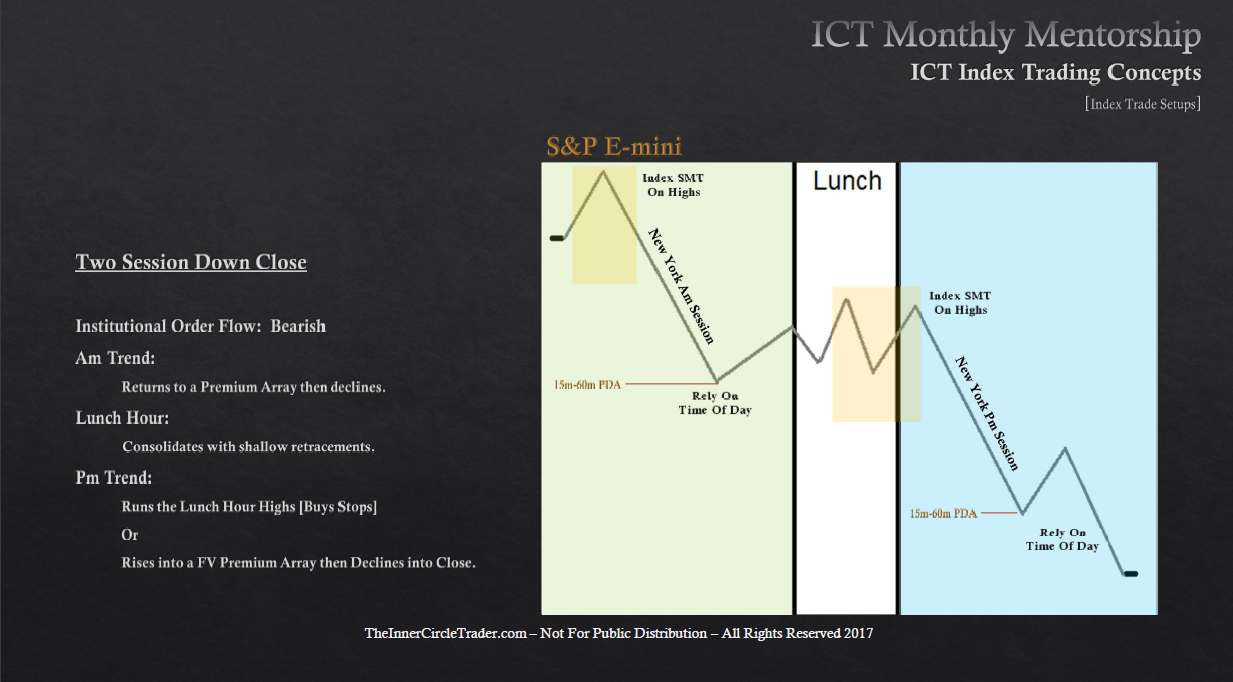 ICT Monthly Mentorship
ICT Index Trading Concepts
[Index Trade Setups]
Two Session Down Close
Institutional Order Flow: Bearish
Am Trend:
Returns to a Premium Array then declines.
Lunch Hour:
Consolidates with shallow retracements.
Pm Trend:
Runs the Lunch Hour Highs [Buys Stops]
Or
Rises into a FV Premium Array then Declines into Close.
S&P E-mini
Index SMT
On Highs
New York Am Session
15m-60m PDA
Rely On
Time Of Day
Lunch
Index SMT
On Highs
New York Pm Session
15m-60m PDA
Rely On
Time Of Day
TheInnerCircleTrader.com – Not For Public Distribution – All Rights Reserved 2017